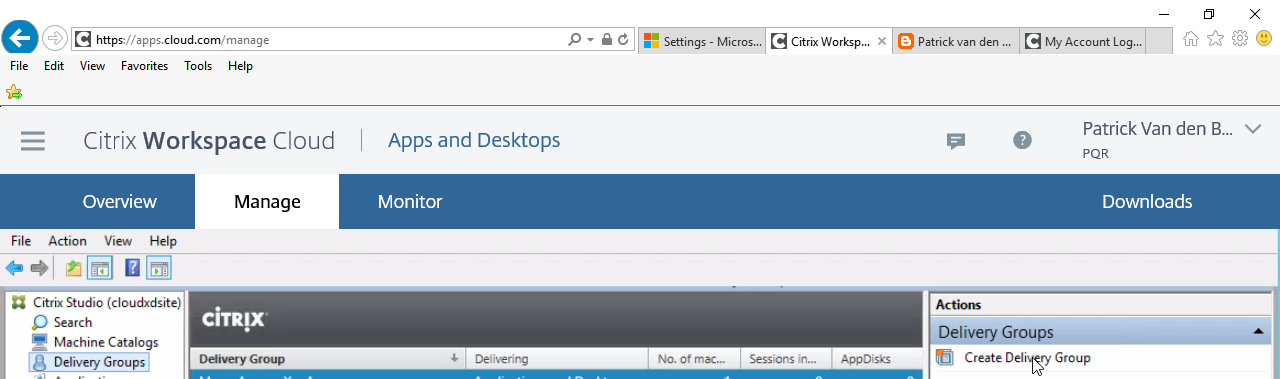 https://apps.cloud.com/manage
Settings - Micros...
Citrix Worksp...
Patrick van den ...
My Account Log...
File Edit View Favorites Tools Help
Citrix Workspace Cloud Apps and Desktops
Patrick Van den B...
PQR
Overview Manage Monitor Downloads
File Action View Help
Citrix Studio (cloudxdsite)
Search
Machine Catalogs
Delivery Groups
CITRIX
Delivery Group Delivering No. of mac... Sessions in... AppDisks
Actions
Delivery Groups
Create Delivery Group